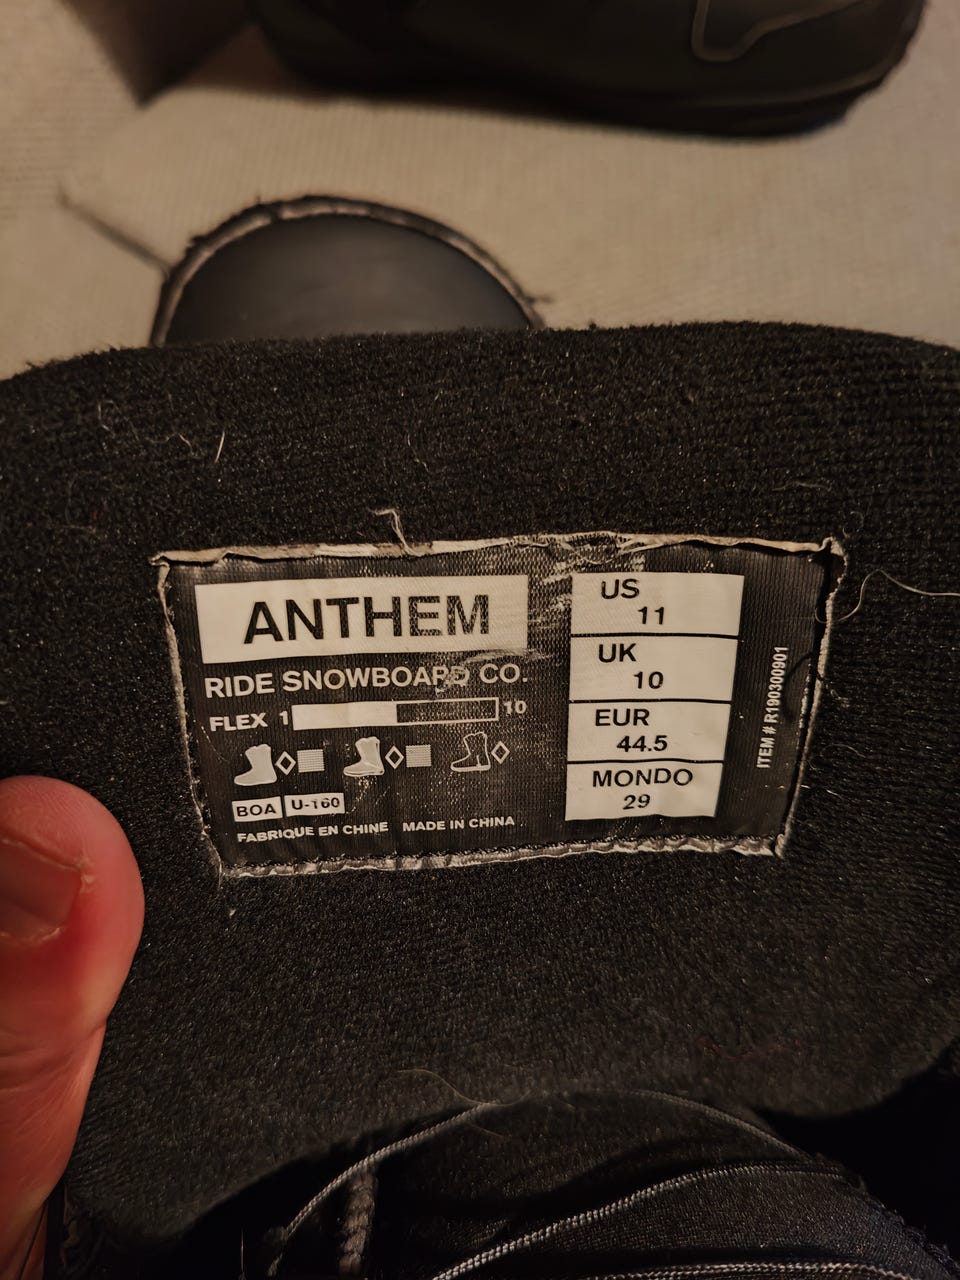 ANTHEM
RIDE SNOWBOARD CO.
FLEX 1 10
BOA U-160
FABRIQUE EN CHINE MADE IN CHINA
US
11
UK
10
EUR
44.5
MONDO
29
ITEM # R190300901